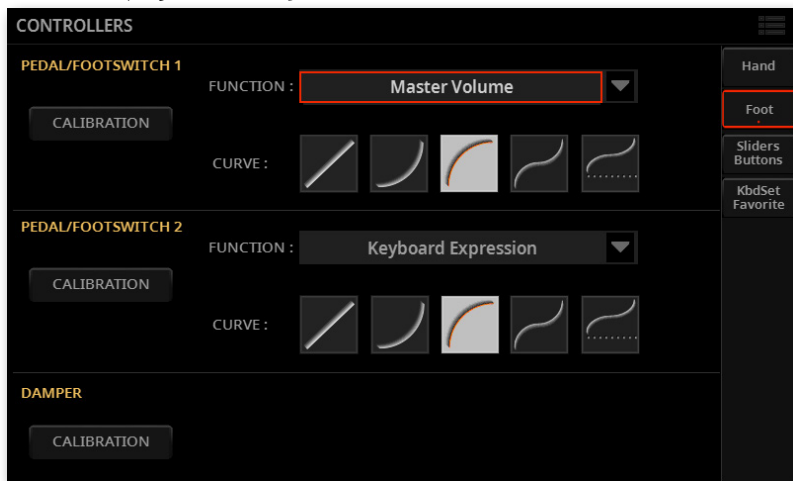 CONTROLLERS
PEDAL/FOOTSWITCH 1
FUNCTION :
Master Volume
CALIBRATION
CURVE :
PEDAL/FOOTSWITCH 2
FUNCTION :
Keyboard Expression
CALIBRATION
CURVE :
DAMPER
CALIBRATION
Hand
Foot
Sliders
Buttons
KbdSet
Favorite